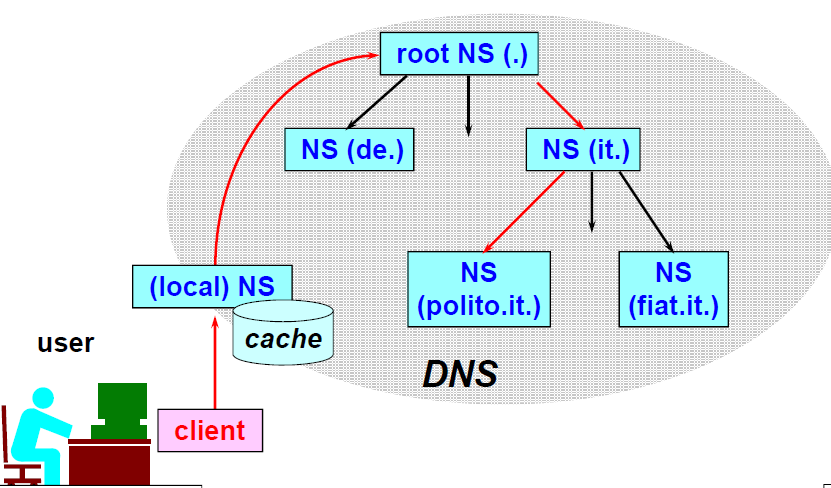 root NS (.)
NS (de.)
NS (it.)
(local) NS
cache
NS
(polito.it.)
NS
(fiat.it.)
user
DNS
client